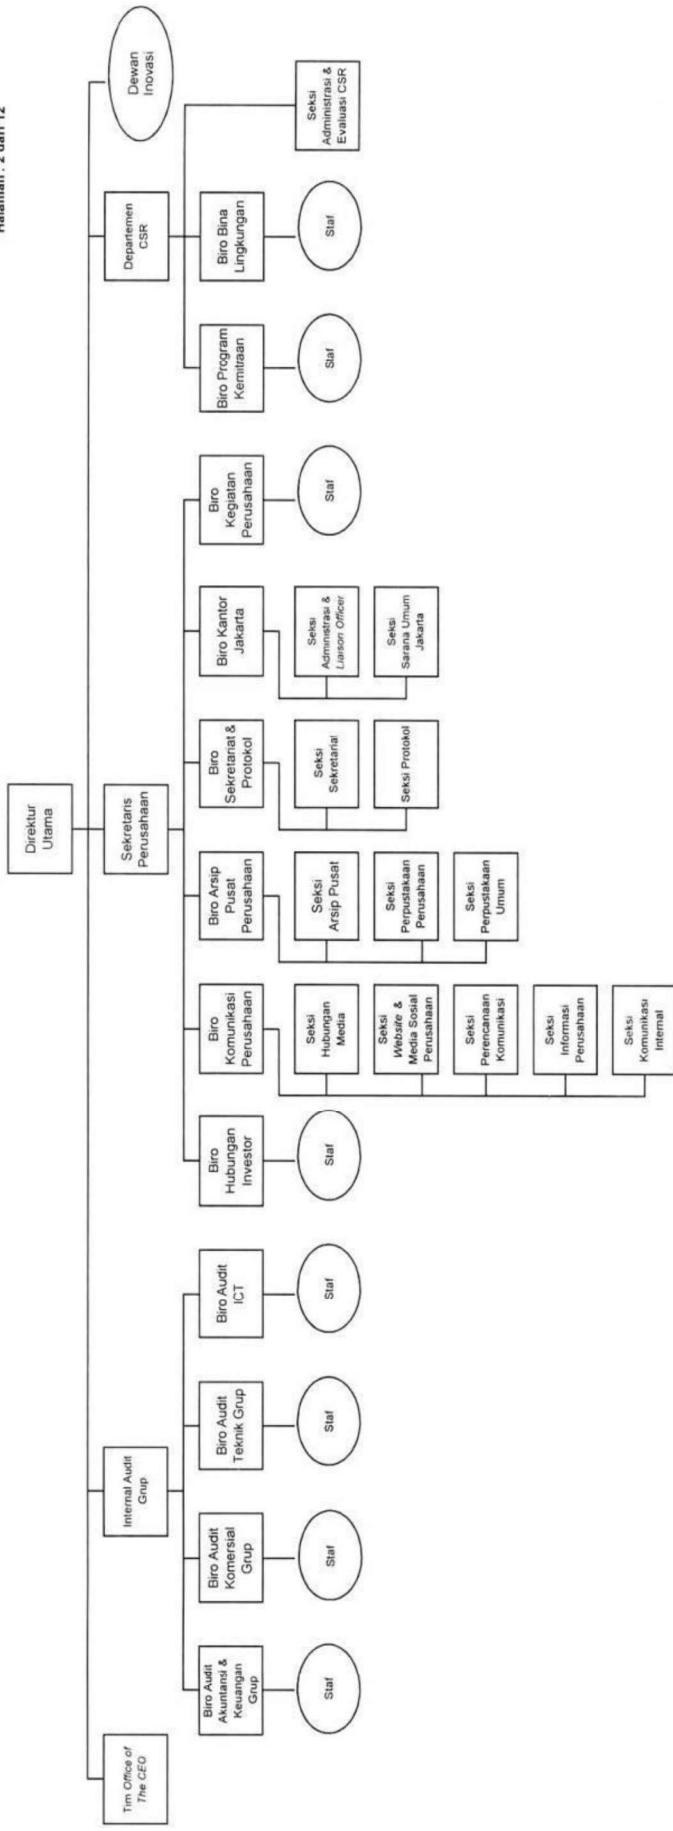 Halaman : 2 dari 12
Direktur
Utama
Tim Office of
The CEO
Internal Audit
Grup
Sekretaris
Perusahaan
Departemen
CSR
Dewan
Inovasi
Biro Audit
Akuntansi &
Keuangan
Grup
Biro Audit
Komersial
Grup
Biro Audit
Teknik Grup
Biro Audit
ICT
Biro
Hubungan
Investor
Biro
Komunikasi
Perusahaan
Biro Arsip
Pusat
Perusahaan
Biro
Sekretariat &
Protokol
Biro Kantor
Jakarta
Biro
Kegiatan
Perusahaan
Biro Program
Kemitraan
Biro Bina
Lingkungan
Staf
Staf
Staf
Staf
Staf
Seksi
Hubungan
Media
Seksi
Arsip Pusat
Seksi
Sekretarial
Seksi
Administrasi &
Liaison Officer
Staf
Staf
Staf
Seksi
Administrasi &
Evaluasi CSR
Seksi
Website &
Media Sosial
Perusahaan
Seksi
Perpustakaan
Perusahaan
Seksi Protokol
Seksi
Sarana Umum
Jakarta
Seksi
Perencanaan
Komunikasi
Seksi
Perpustakaan
Umum
Seksi
Informasi
Perusahaan
Seksi
Komunikasi
Internal